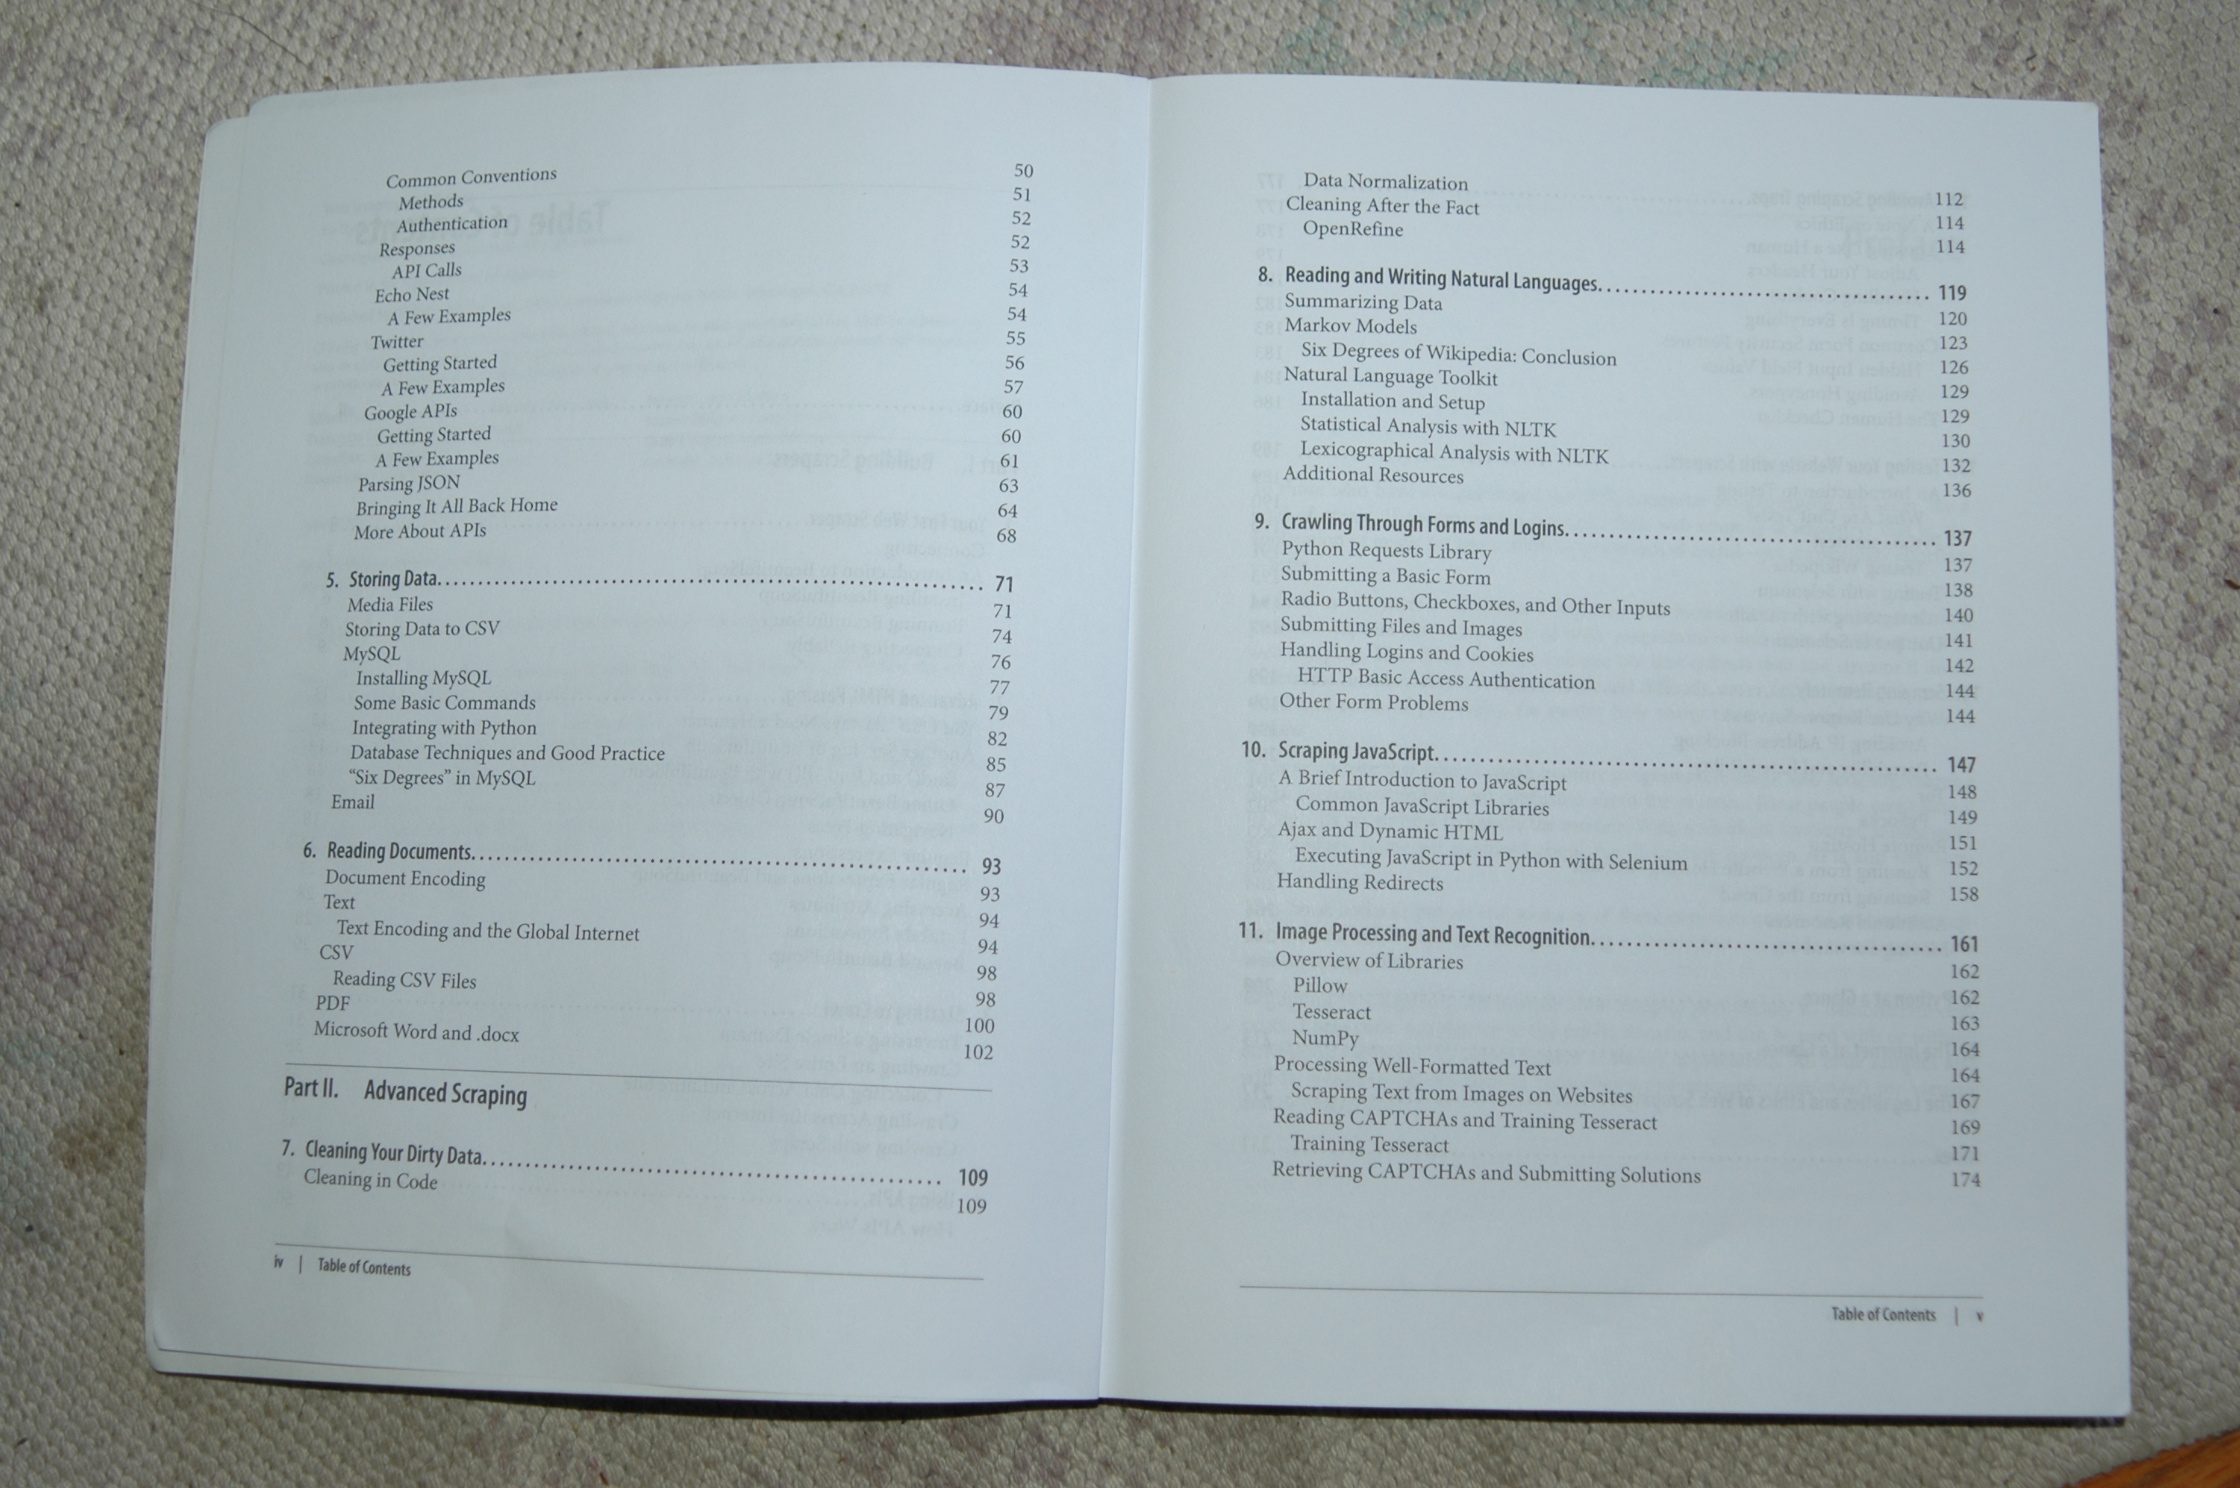 Common Conventions 50
Methods 51
Authentication 52
Responses 52
API Calls 53
Echo Nest 54
A Few Examples 54
Twitter 55
Getting Started 56
A Few Examples 57
Google APIs 60
Getting Started 60
A Few Examples 61
Parsing JSON 63
Bringing It All Back Home 64
More About APIs 68
5. Storing Data. . . . . . . . . . . . . . . . . . . . 71
Media Files 71
Storing Data to CSV 74
MySQL 76
Installing MySQL 77
Some Basic Commands 79
Integrating with Python 82
Database Techniques and Good Practice 85
“Six Degrees” in MySQL 87
Email 90
6. Reading Documents. . . . . . . . . . . . . . . . . . . . 93
Document Encoding 93
Text 94
Text Encoding and the Global Internet 94
CSV 98
Reading CSV Files 98
PDF 100
Microsoft Word and .docx 102
Part II. Advanced Scraping
7. Cleaning Your Dirty Data. . . . . . . . . . . . . . . . . . . . 109
Cleaning in Code 109
iv | Table of Contents
Data Normalization 112
Cleaning After the Fact 114
OpenRefine 114
8. Reading and Writing Natural Languages. . . . . . . . . . . . . . . . . . . . 119
Summarizing Data 120
Markov Models 123
Six Degrees of Wikipedia: Conclusion 126
Natural Language Toolkit 129
Installation and Setup 129
Statistical Analysis with NLTK 130
Lexicographical Analysis with NLTK 132
Additional Resources 136
9. Crawling Through Forms and Logins. . . . . . . . . . . . . . . . . . . . 137
Python Requests Library 137
Submitting a Basic Form 138
Radio Buttons, Checkboxes, and Other Inputs 140
Submitting Files and Images 141
Handling Logins and Cookies 142
HTTP Basic Access Authentication 144
Other Form Problems 144
10. Scraping JavaScript. . . . . . . . . . . . . . . . . . . . 147
A Brief Introduction to JavaScript 148
Common JavaScript Libraries 149
Ajax and Dynamic HTML 151
Executing JavaScript in Python with Selenium 152
Handling Redirects 158
11. Image Processing and Text Recognition. . . . . . . . . . . . . . . . . . . . 161
Overview of Libraries 162
Pillow 162
Tesseract 163
NumPy 164
Processing Well-Formatted Text 164
Scraping Text from Images on Websites 167
Reading CAPTCHAs and Training Tesseract 169
Training Tesseract 171
Retrieving CAPTCHAs and Submitting Solutions 174
Table of Contents | v